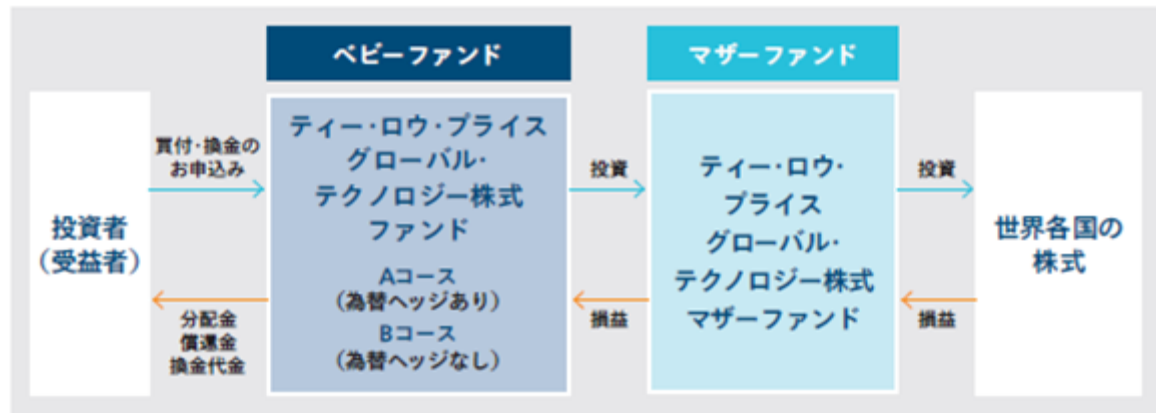 ベビーファンド
マザーファンド
投資者
（受益者）
買付・換金の
お申込み
分配金
償還金
換金代金
ティー・ロウ・プライス
グローバル・
テクノロジー株式
ファンド
Aコース
（為替ヘッジあり）
Bコース
（為替ヘッジなし）
投資
損益
ティー・ロウ・
プライス
グローバル・
テクノロジー株式
マザーファンド
投資
損益
世界各国の
株式